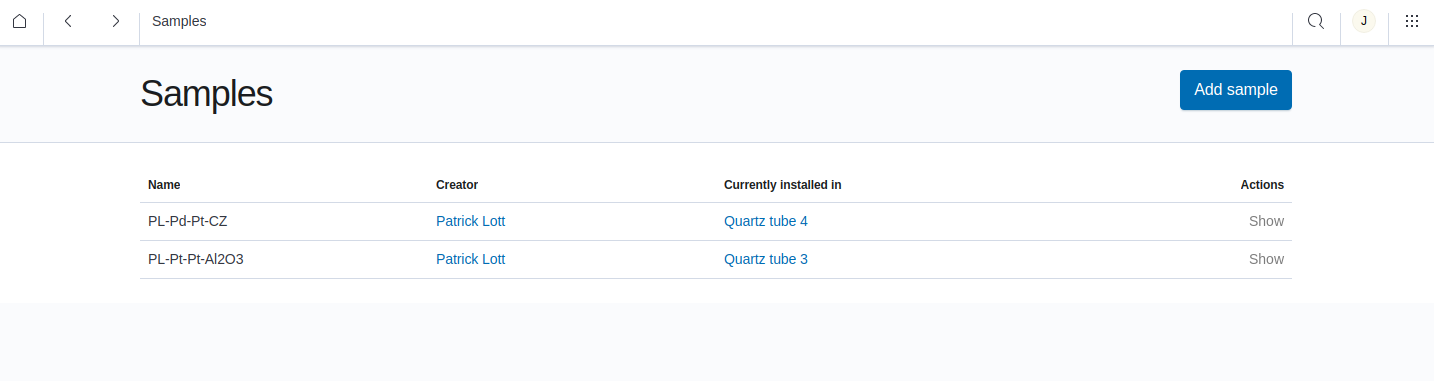 Samples
J
Samples
Add sample
Name Creator Currently installed in Actions
PL-Pd-Pt-CZ Patrick Lott Quartz tube 4 Show
PL-Pt-Pt-Al2O3 Patrick Lott Quartz tube 3 Show